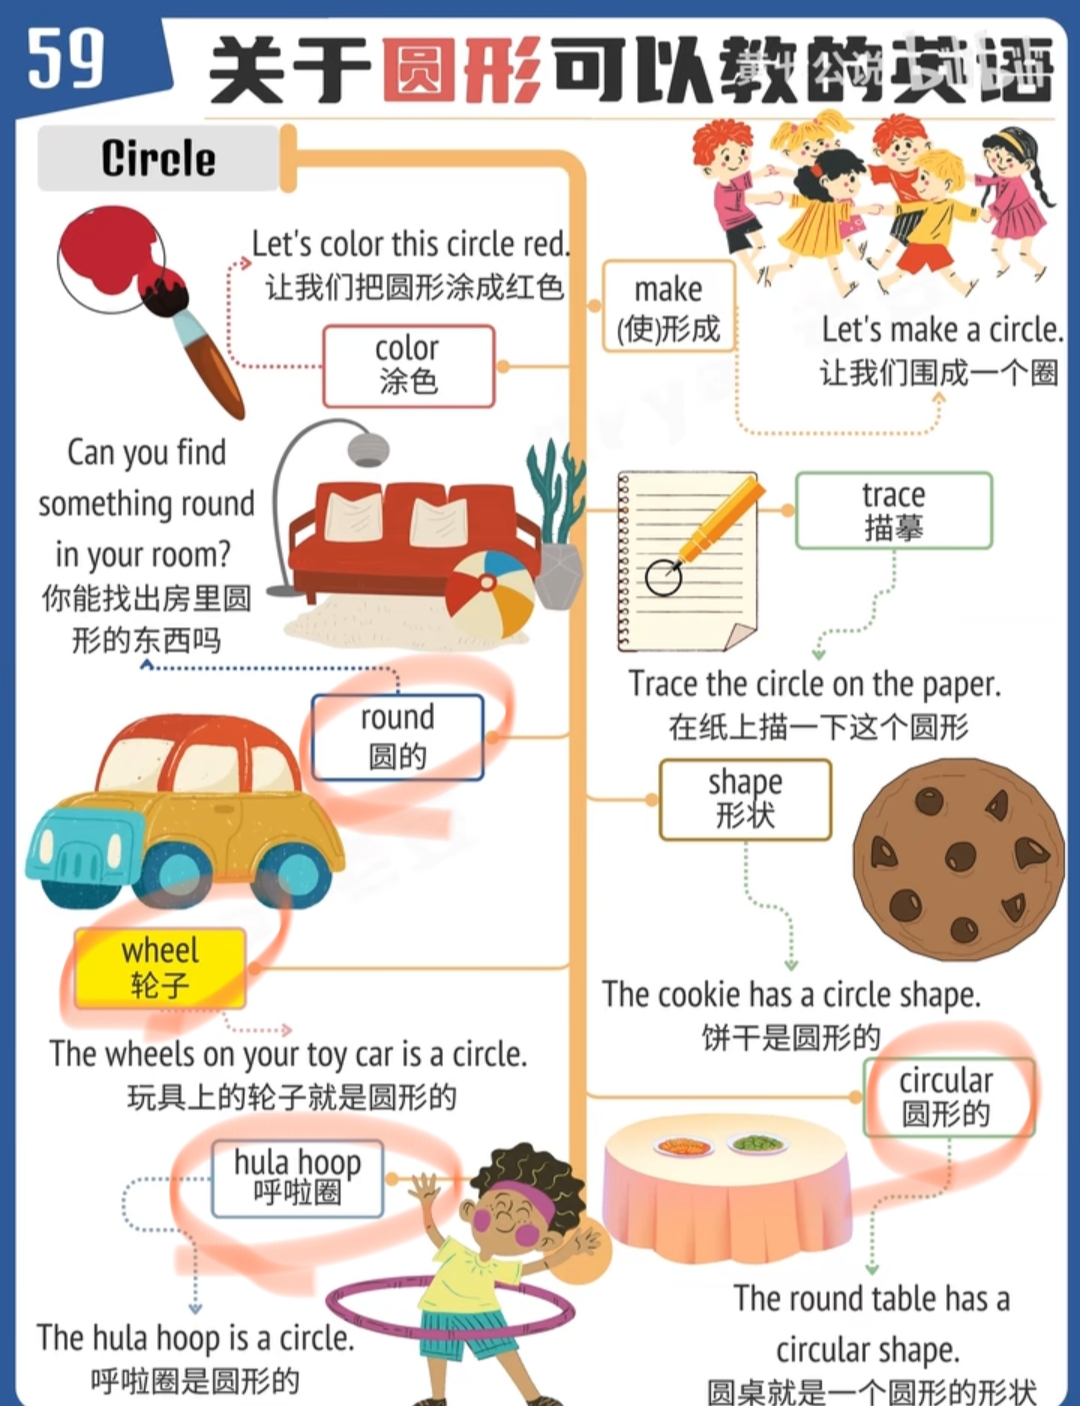 59
关于圆形可以教的英语
Circle
Let's color this circle red.
让我们把圆形涂成红色
color
涂色
make
(使)形成
Let's make a circle.
让我们围成一个圈
Can you find
something round
in your room?
你能找出房里圆
形的东西吗
trace
描摹
Trace the circle on the paper.
在纸上描一下这个圆形
round
圆的
shape
形状
The cookie has a circle shape.
饼干是圆形的
wheel
轮子
The wheels on your toy car is a circle.
玩具上的轮子就是圆形的
circular
圆形的
hula hoop
呼啦圈
The hula hoop is a circle.
呼啦圈是圆形的
The round table has a
circular shape.
圆桌就是一个圆形的形状